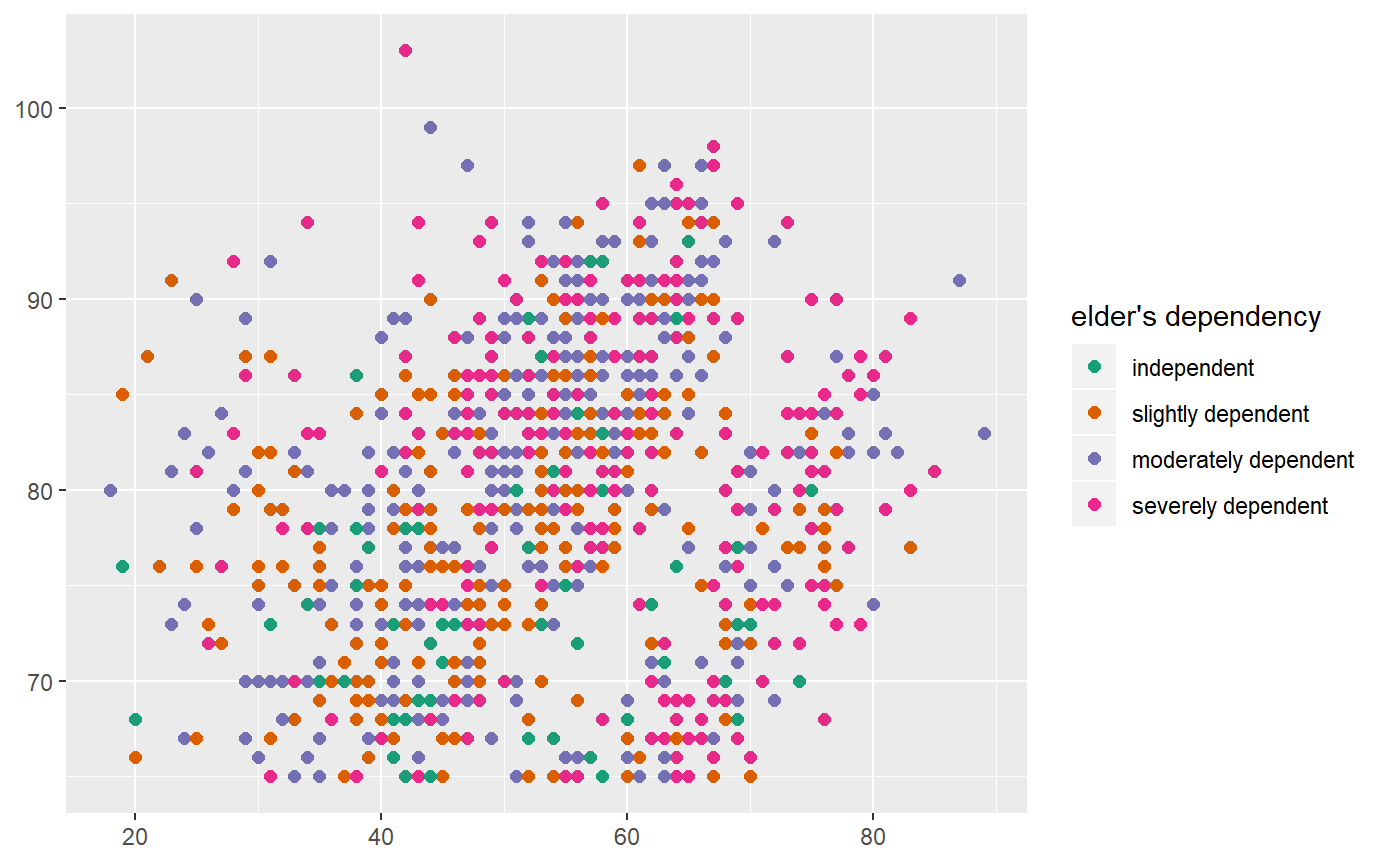 100
90
80
70
20
40
60
80
elder's dependency
independent
slightly dependent
moderately dependent
severely dependent